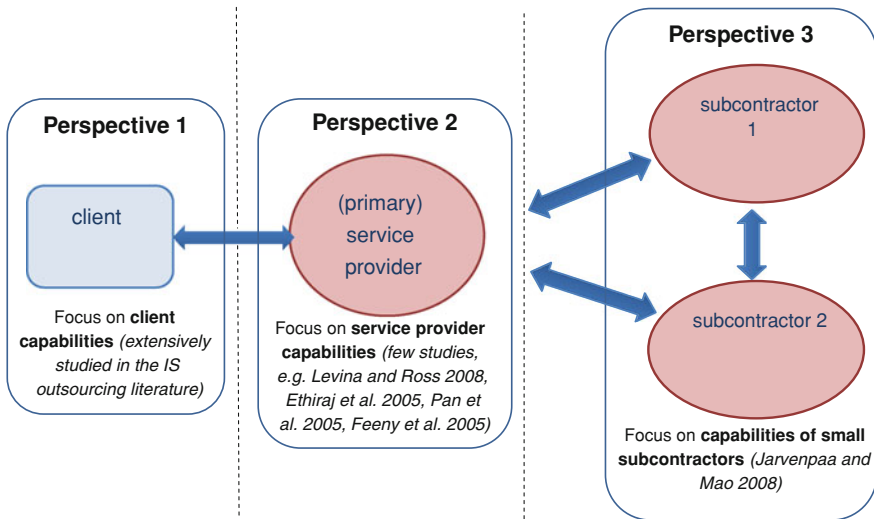 Perspective 1
client
Focus on client
capabilities (extensively
studied in the IS
outsourcing literature)
Perspective 2
(primary)
service
provider
Focus on service provider
capabilities (few studies,
e.g. Levina and Ross 2008,
Ethiraj et al. 2005, Pan et
al. 2005, Feeny et al. 2005)
Perspective 3
subcontractor
1
subcontractor 2
Focus on capabilities of small
subcontractors (Jarvenpaa and
Mao 2008)